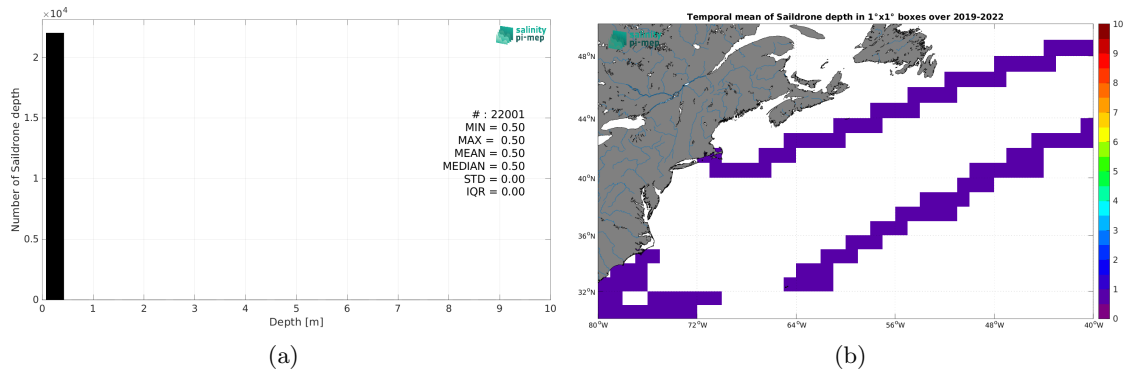 ×10⁴
2
1.5
1
0.5
0
Number of Saildrone depth
salinity
pi-mep
# : 22001
MIN = 0.50
MAX = 0.50
MEAN = 0.50
MEDIAN = 0.50
STD = 0.00
IQR = 0.00
0 1 2 3 4 5 6 7 8 9 10
Depth [m]
(a)
Temporal mean of Saildrone depth in 1°x1° boxes over 2019-2022
salinity
pi-mep
48°N
44°N
40°N
36°N
32°N
80°W 72°W 64°W 56°W 48°W 40°W
10
9
8
7
6
5
4
3
2
1
0
(b)